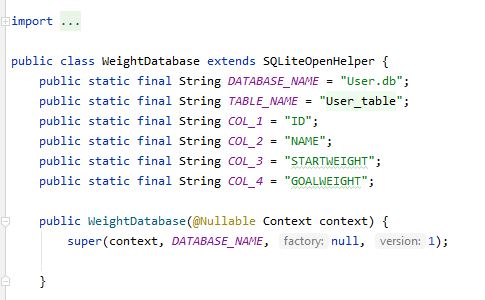 import ...
public class WeightDatabase extends SQLiteOpenHelper {
public static final String DATABASE_NAME = "User.db";
public static final String TABLE_NAME = "User_table";
public static final String COL_1 = "ID";
public static final String COL_2 = "NAME";
public static final String COL_3 = "STARTWEIGHT";
public static final String COL_4 = "GOALWEIGHT";
public WeightDatabase(@Nullable Context context) {
super(context, DATABASE_NAME, factory: null, version: 1);
}